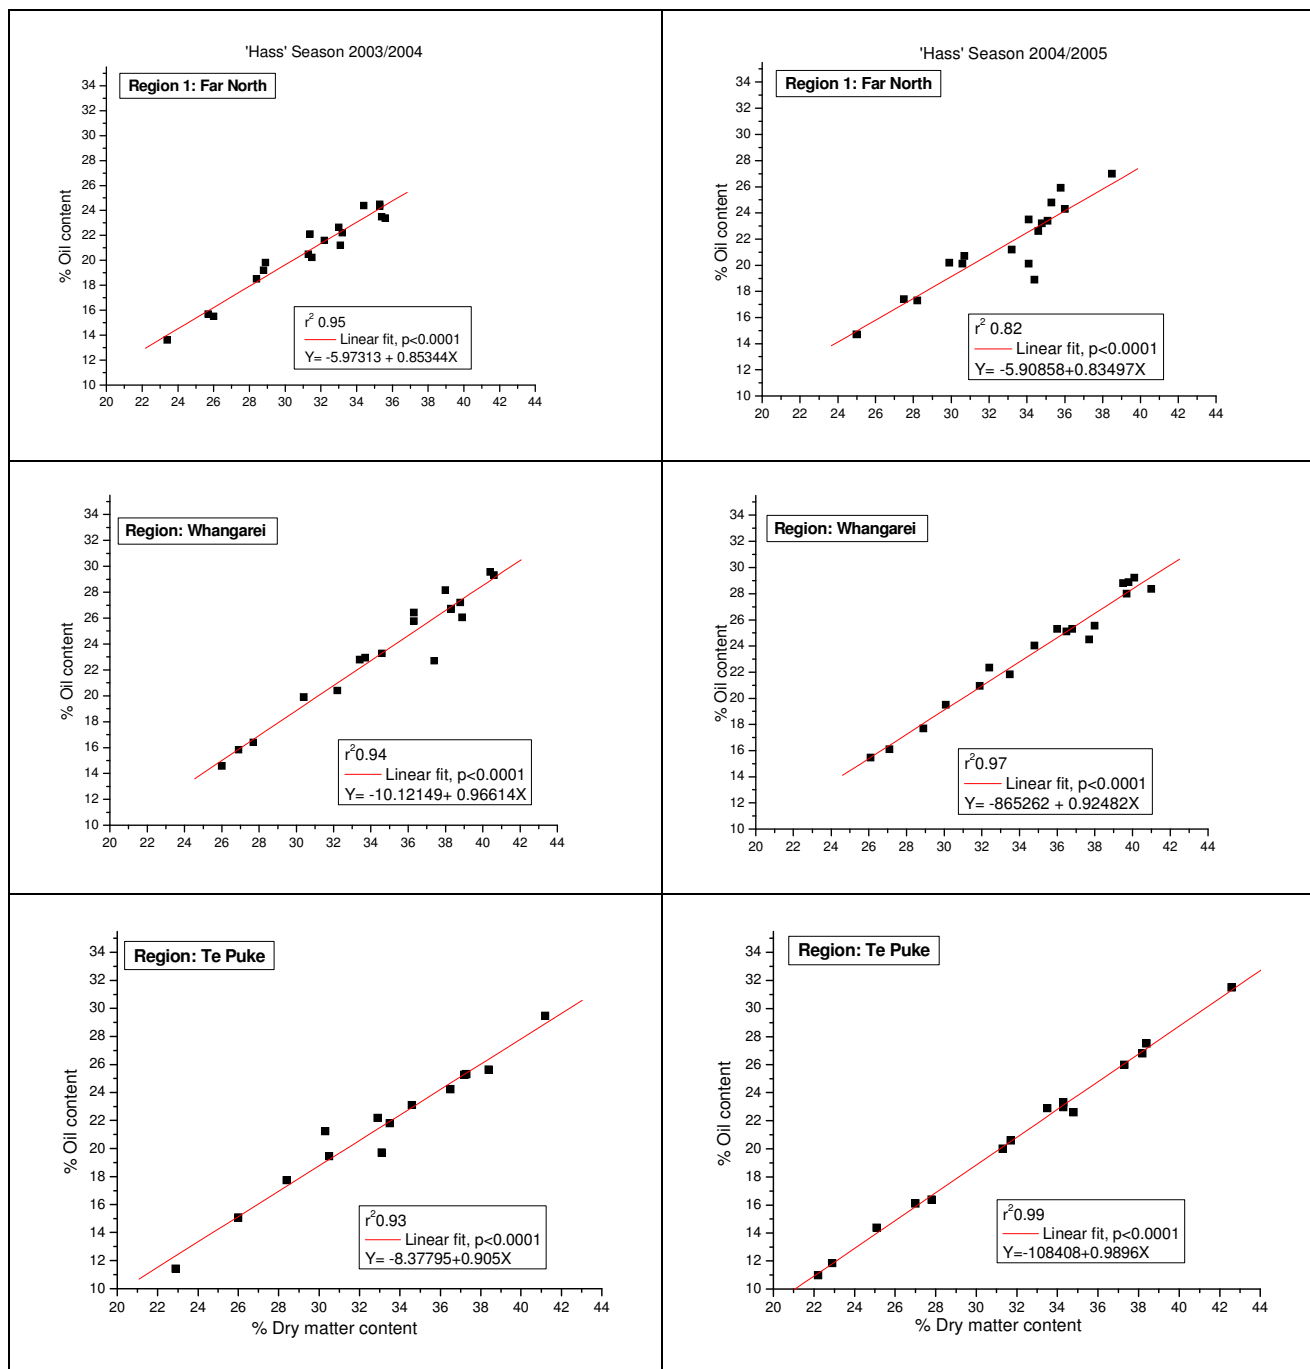 'Hass' Season 2003/2004
Region 1: Far North
% Oil content
34
32
30
28
26
24
22
20
18
16
14
12
10
r2 0.95
Linear fit, p<0.0001
Y= -5.97313 + 0.85344X
20 22 24 26 28 30 32 34 36 38 40 42 44
'Hass' Season 2004/2005
Region 1: Far North
% Oil content
34
32
30
28
26
24
22
20
18
16
14
12
10
r2 0.82
Linear fit, p<0.0001
Y= -5.90858+0.83497X
20 22 24 26 28 30 32 34 36 38 40 42 44
Region: Whangarei
% Oil content
34
32
30
28
26
24
22
20
18
16
14
12
10
r20.94
Linear fit, p<0.0001
Y= -10.12149+ 0.96614X
20 22 24 26 28 30 32 34 36 38 40 42 44
Region: Whangarei
% Oil content
34
32
30
28
26
24
22
20
18
16
14
12
10
r20.97
Linear fit, p<0.0001
Y= -865262 + 0.92482X
20 22 24 26 28 30 32 34 36 38 40 42 44
Region: Te Puke
% Oil content
34
32
30
28
26
24
22
20
18
16
14
12
10
r20.93
Linear fit, p<0.0001
Y= -8.37795+0.905X
20 22 24 26 28 30 32 34 36 38 40 42 44
% Dry matter content
Region: Te Puke
% Oil content
34
32
30
28
26
24
22
20
18
16
14
12
10
r20.99
Linear fit, p<0.0001
Y=-108408+0.9896X
20 22 24 26 28 30 32 34 36 38 40 42 44
% Dry matter content